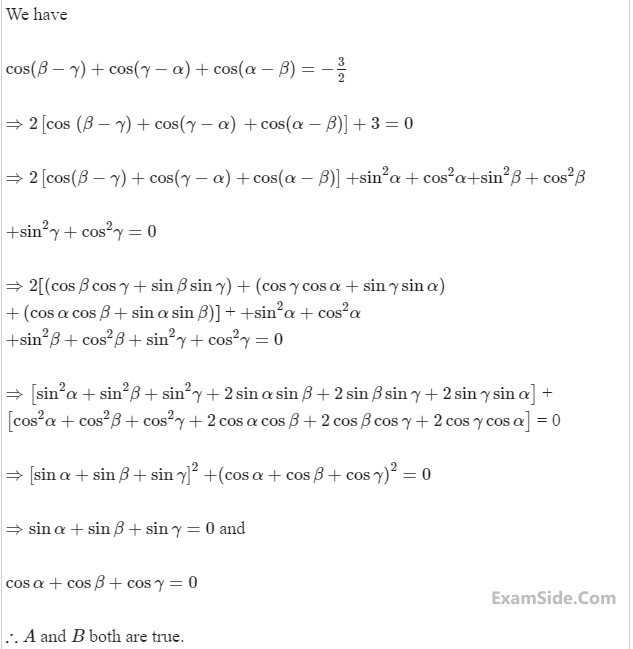 We have
cos(β − γ) + cos(γ − α) + cos(α − β) = −3/2
⇒ 2 [cos (β − γ) + cos(γ − α) + cos(α − β)] + 3 = 0
⇒ 2 [cos(β − γ) + cos(γ − α) + cos(α − β)] +sin²α + cos²α+sin²β + cos²β
+sin²γ + cos²γ = 0
⇒ 2[(cos β cos γ + sin β sin γ) + (cos γ cos α + sin γ sin α)
+ (cos α cos β + sin α sin β)] + +sin²α + cos²α
+sin²β + cos²β + sin²γ + cos²γ = 0
⇒ [sin²α + sin²β + sin²γ + 2 sin α sin β + 2 sin β sin γ + 2 sin γ sin α] +
[cos²α + cos²β + cos²γ + 2 cos α cos β + 2 cos β cos γ + 2 cos γ cos α] = 0
⇒ [sin α + sin β + sin γ]² +(cos α + cos β + cos γ)² = 0
⇒ sin α + sin β + sin γ = 0 and
cos α + cos β + cos γ = 0
ExamSide.Com
∴ A and B both are true.